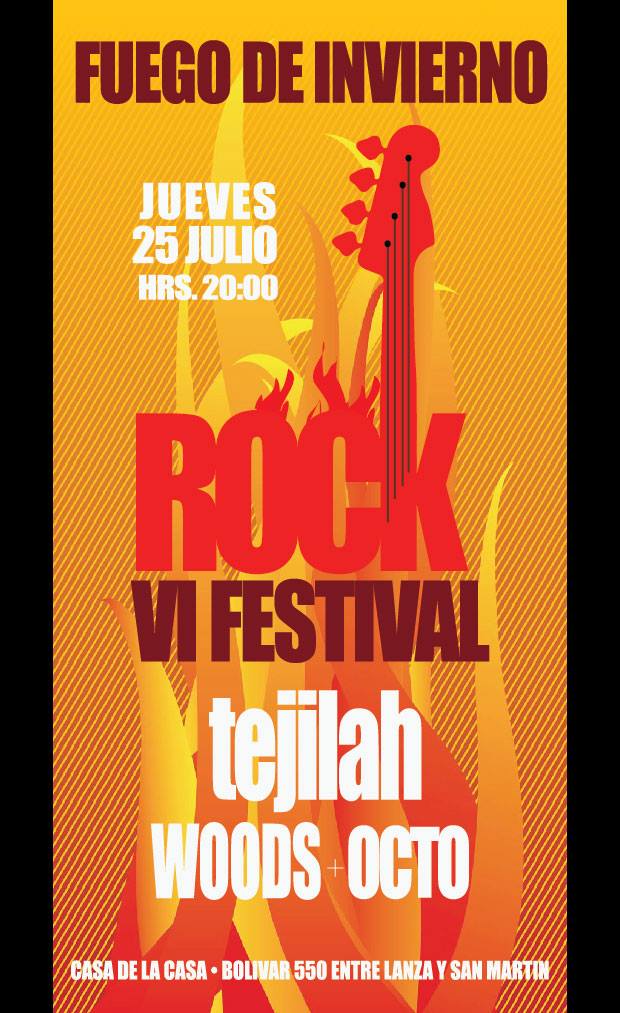 FUEGO DE INVIERNO
JUEVES
25 JULIO
HRS. 20:00
ROCK
VI FESTIVAL
tejilah
WOODS + OCTO
CASA DE LA CASA • BOLIVAR 550 ENTRE LANZA Y SAN MARTIN